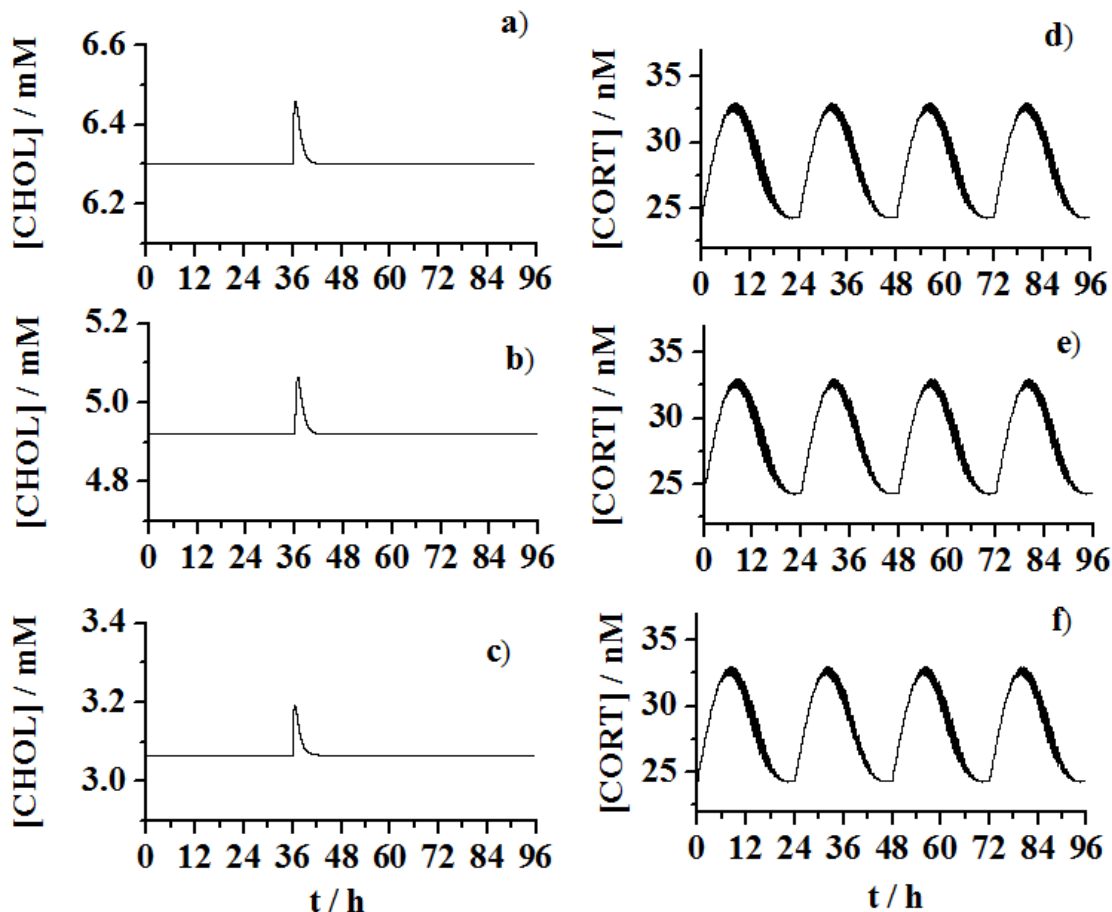 a)
[CHOL] / mM
6.6
6.4
6.2
0 12 24 36 48 60 72 84 96
b)
[CHOL] / mM
5.2
5.0
4.8
0 12 24 36 48 60 72 84 96
c)
[CHOL] / mM
3.4
3.2
3.0
0 12 24 36 48 60 72 84 96
t / h
d)
[CORT] / nM
35
30
25
0 12 24 36 48 60 72 84 96
e)
[CORT] / nM
35
30
25
0 12 24 36 48 60 72 84 96
f)
[CORT] / nM
35
30
25
0 12 24 36 48 60 72 84 96
t / h